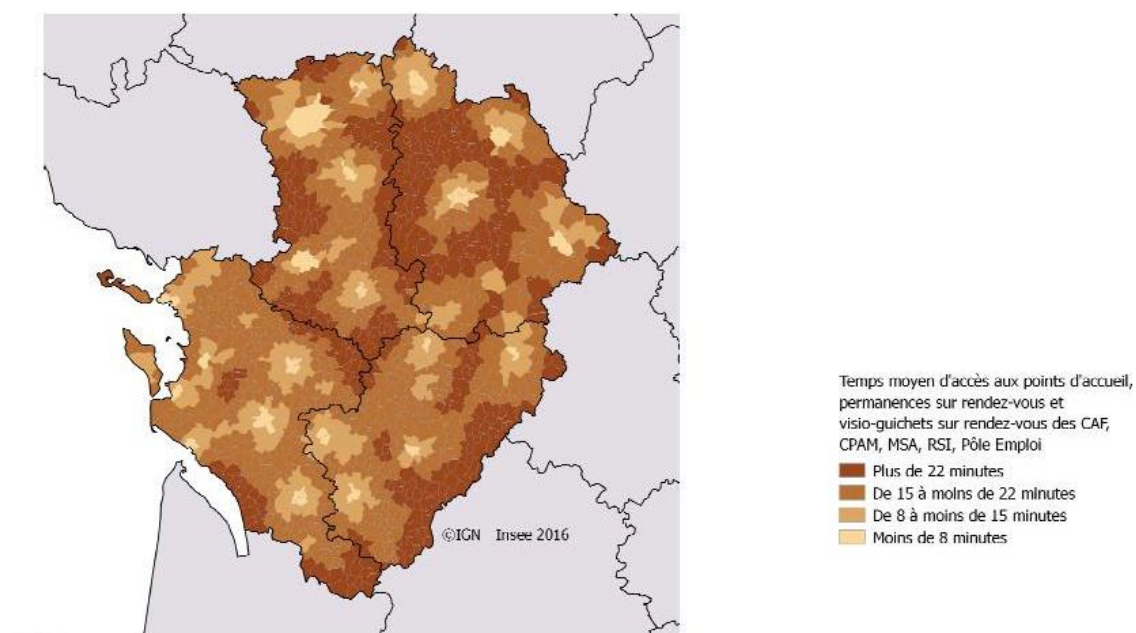 Temps moyen d'accès aux points d'accueil,
permanences sur rendez-vous et
visio-guichets sur rendez-vous des CAF,
CPAM, MSA, RSI, Pôle Emploi
Plus de 22 minutes
De 15 à moins de 22 minutes
De 8 à moins de 15 minutes
Moins de 8 minutes
©IGN Insee 2016